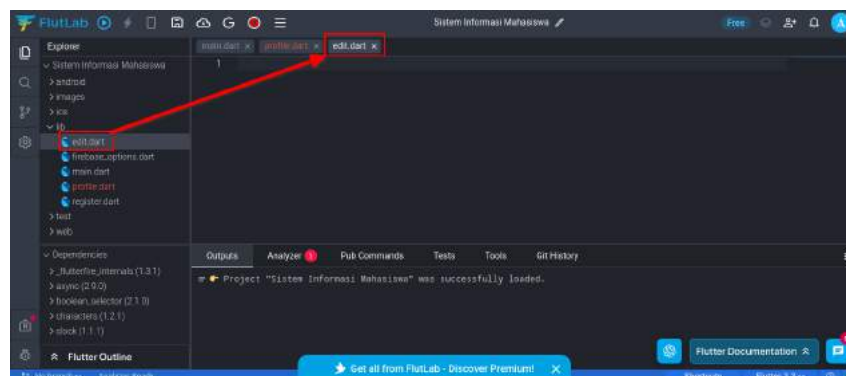 FlutLab
Sistem Informasi Mahasiswa
Free
Explorer
main.dart x
profile.dart x
edit.dart x
Sistem Informasi Mahasiswa
1
android
images
ios
lib
edit.dart
firebase_options.dart
main.dart
profile.dart
register.dart
test
web
Dependencies
_flutterfire_internals (1.3.1)
async (2.9.0)
boolean_selector (2.1.0)
characters (1.2.1)
clock (1.1.1)
Flutter Outline
Outputs
Analyzer 1
Pub Commands
Tests
Tools
Git History
Project "Sistem Informasi Mahasiswa" was successfully loaded.
Flutter Documentation
Get all from FlutLab - Discover Premium! X